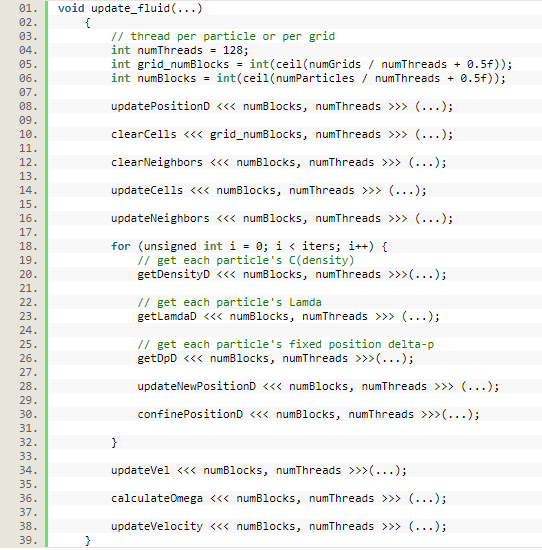 01. void update_fluid(...)
02. {
03. // thread per particle or per grid
04. int numThreads = 128;
05. int grid_numBlocks = int(ceil(numGrids / numThreads + 0.5f));
06. int numBlocks = int(ceil(numParticles / numThreads + 0.5f));
07.
08. updatePositionD <<< numBlocks, numThreads >>> (...);
09.
10. clearCells <<< grid_numBlocks, numThreads >>> (...);
11.
12. clearNeighbors <<< numBlocks, numThreads >>> (...);
13.
14. updateCells <<< numBlocks, numThreads >>> (...);
15.
16. updateNeighbors <<< numBlocks, numThreads >>> (...);
17.
18. for (unsigned int i = 0; i < iters; i++) {
19. // get each particle's C(density)
20. getDensityD <<< numBlocks, numThreads >>>(...);
21.
22. // get each particle's Lamda
23. getLamdaD <<< numBlocks, numThreads >>> (...);
24.
25. // get each particle's fixed position delta-p
26. getDpD <<< numBlocks, numThreads >>>(...);
27.
28. updateNewPositionD <<< numBlocks, numThreads >>> (...);
29.
30. confinePositionD <<< numBlocks, numThreads >>>(...);
31.
32. }
33.
34. updateVel <<< numBlocks, numThreads >>>(...);
35.
36. calculateOmega <<< numBlocks, numThreads >>> (...);
37.
38. updateVelocity <<< numBlocks, numThreads >>> (...);
39. }